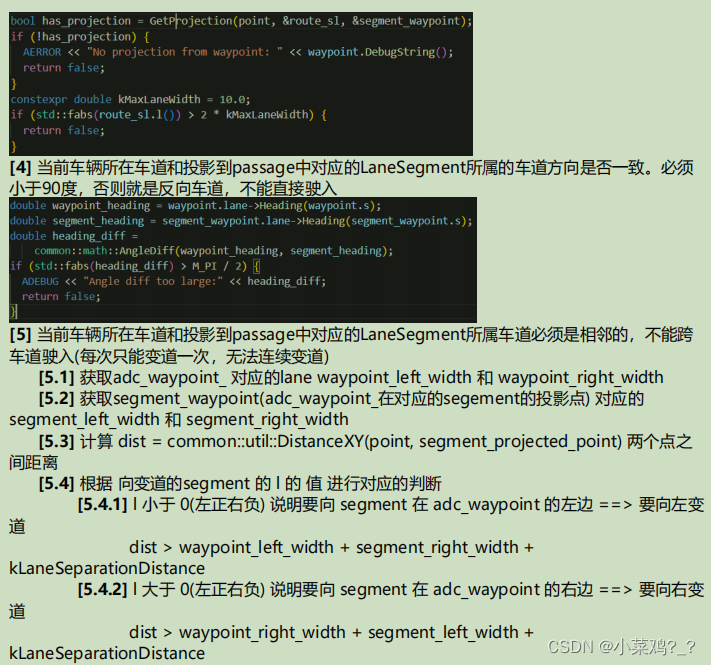 bool has_projection = GetProjection(point, &route_sl, &segment_waypoint);
if (!has_projection) {
  AERROR << "No projection from waypoint: " << waypoint.DebugString();
  return false;
}
constexpr double kMaxLaneWidth = 10.0;
if (std::fabs(route_sl.l()) > 2 * kMaxLaneWidth) {
  return false;
}
[4] 当前车辆所在车道和投影到passage中对应的LaneSegment所属的车道方向是否一致。必须
小于90度，否则就是反向车道，不能直接驶入
double waypoint_heading = waypoint.lane->Heading(waypoint.s);
double segment_heading = segment_waypoint.lane->Heading(segment_waypoint.s);
double heading_diff =
    common::math::AngleDiff(waypoint_heading, segment_heading);
if (std::fabs(heading_diff) > M_PI / 2) {
  ADEBUG << "Angle diff too large:" << heading_diff;
  return false;
}
[5] 当前车辆所在车道和投影到passage中对应的LaneSegment所属车道必须是相邻的，不能跨
车道驶入(每次只能变道一次，无法连续变道)
[5.1] 获取adc_waypoint_ 对应的lane waypoint_left_width 和 waypoint_right_width
[5.2] 获取segment_waypoint(adc_waypoint_在对应的segement的投影点) 对应的
segment_left_width 和 segment_right_width
[5.3] 计算 dist = common::util::DistanceXY(point, segment_projected_point) 两个点之
间距离
[5.4] 根据 向变道的segment 的 l 的 值 进行对应的判断
[5.4.1] l 小于 0(左正右负) 说明要向 segment 在 adc_waypoint 的左边 ==> 要向左变
道
dist > waypoint_left_width + segment_right_width +
kLaneSeparationDistance
[5.4.2] l 大于 0(左正右负) 说明要向 segment 在 adc_waypoint 的右边 ==> 要向右变
道
dist > waypoint_right_width + segment_left_width +
kLaneSeparationDistance
CSDN @小菜鸡?_?